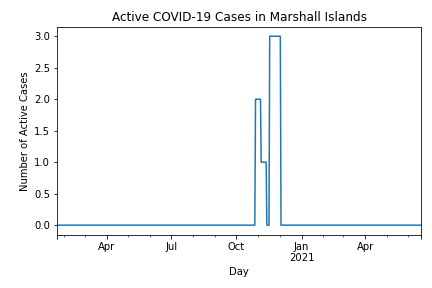 Active COVID-19 Cases in Marshall Islands
Number of Active Cases
3.0
2.5
2.0
1.5
1.0
0.5
0.0
Apr Jul Oct Jan Apr
2021
Day